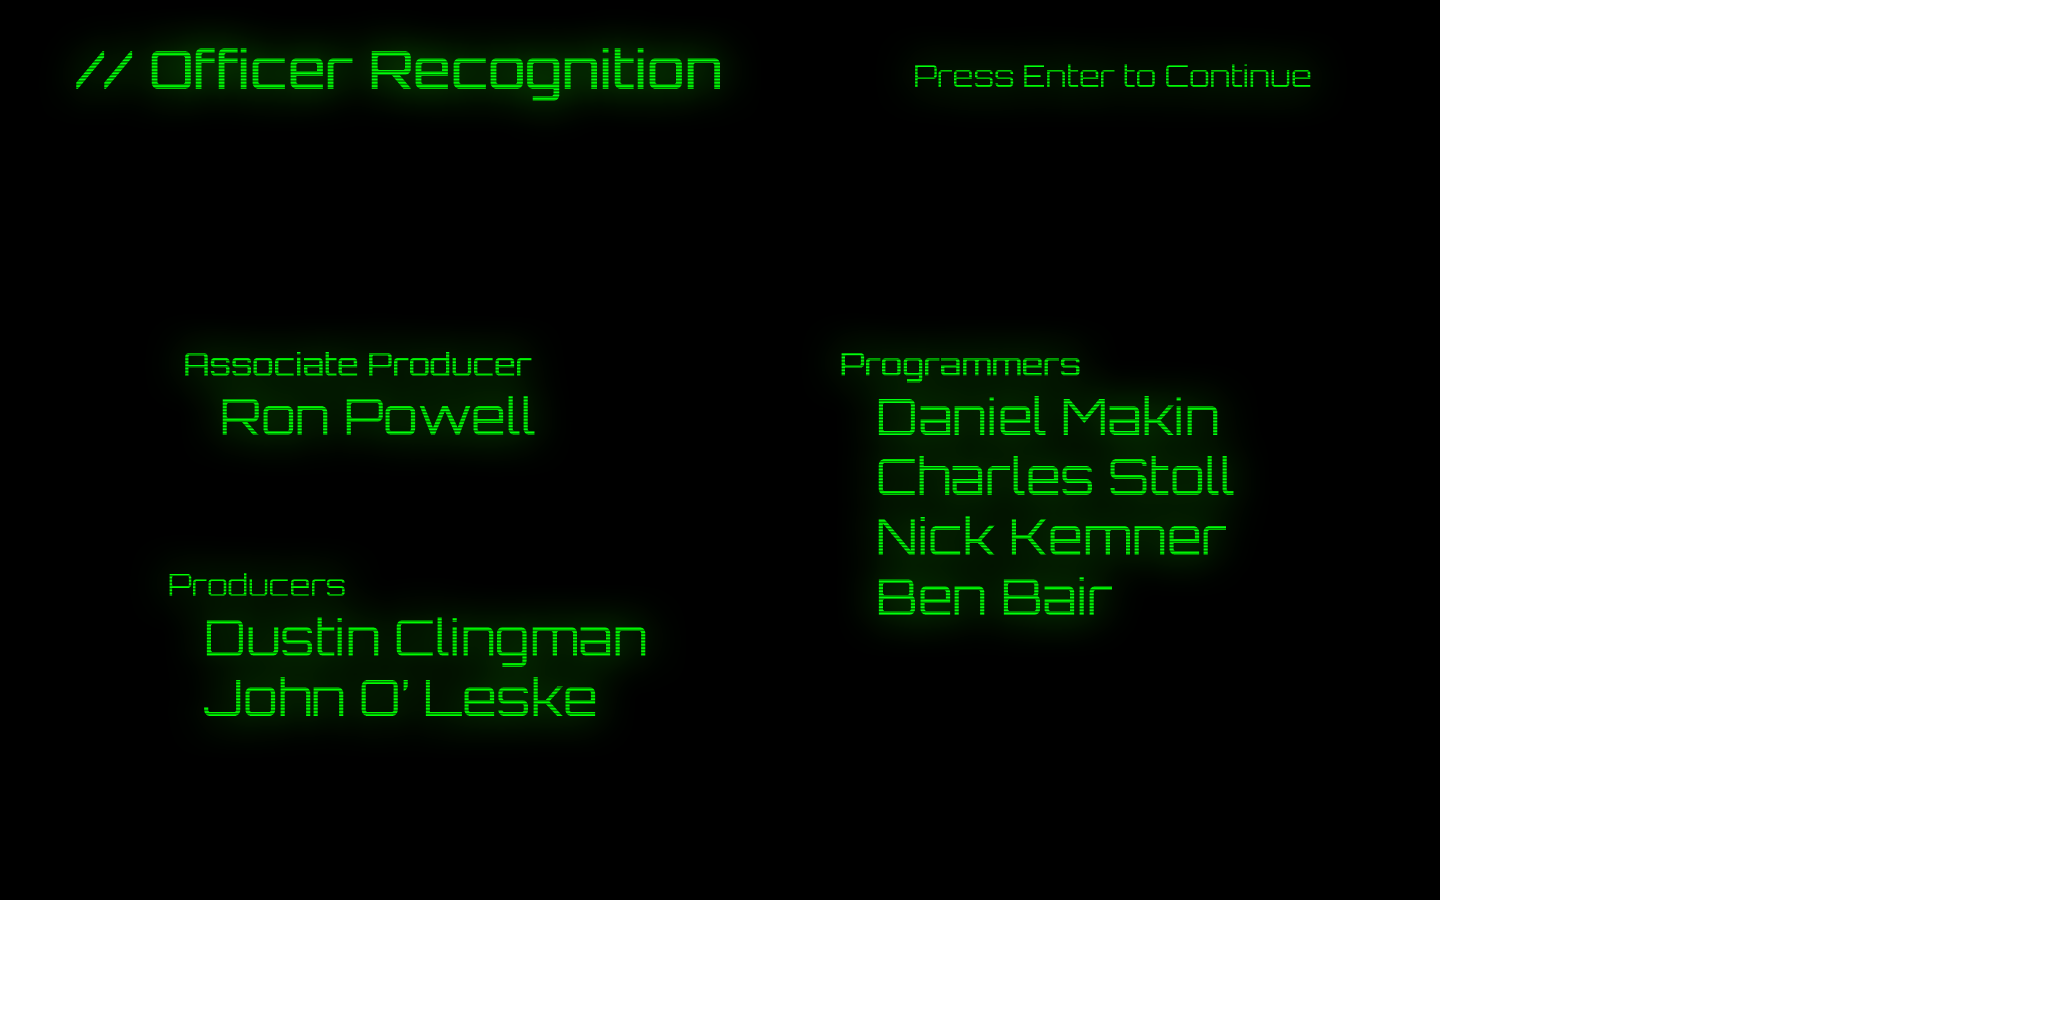 // Officer Recognition
Press Enter to Continue
Associate Producer
Ron Powell
Producers
Dustin Clingman
John O' Leske
Programmers
Daniel Makin
Charles Stoll
Nick Kemner
Ben Bair